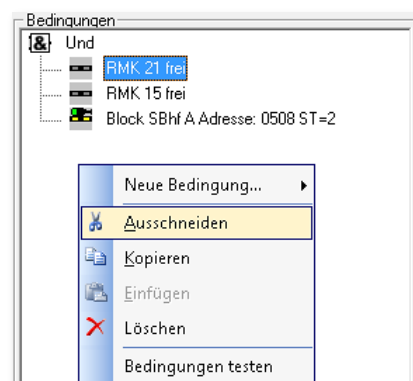 Bedingungen
& Und
RMK 21 frei
RMK 15 frei
Block SBhf A Adresse: 0508 ST=2
Neue Bedingung...
Ausschneiden
Kopieren
Einfügen
Löschen
Bedingungen testen